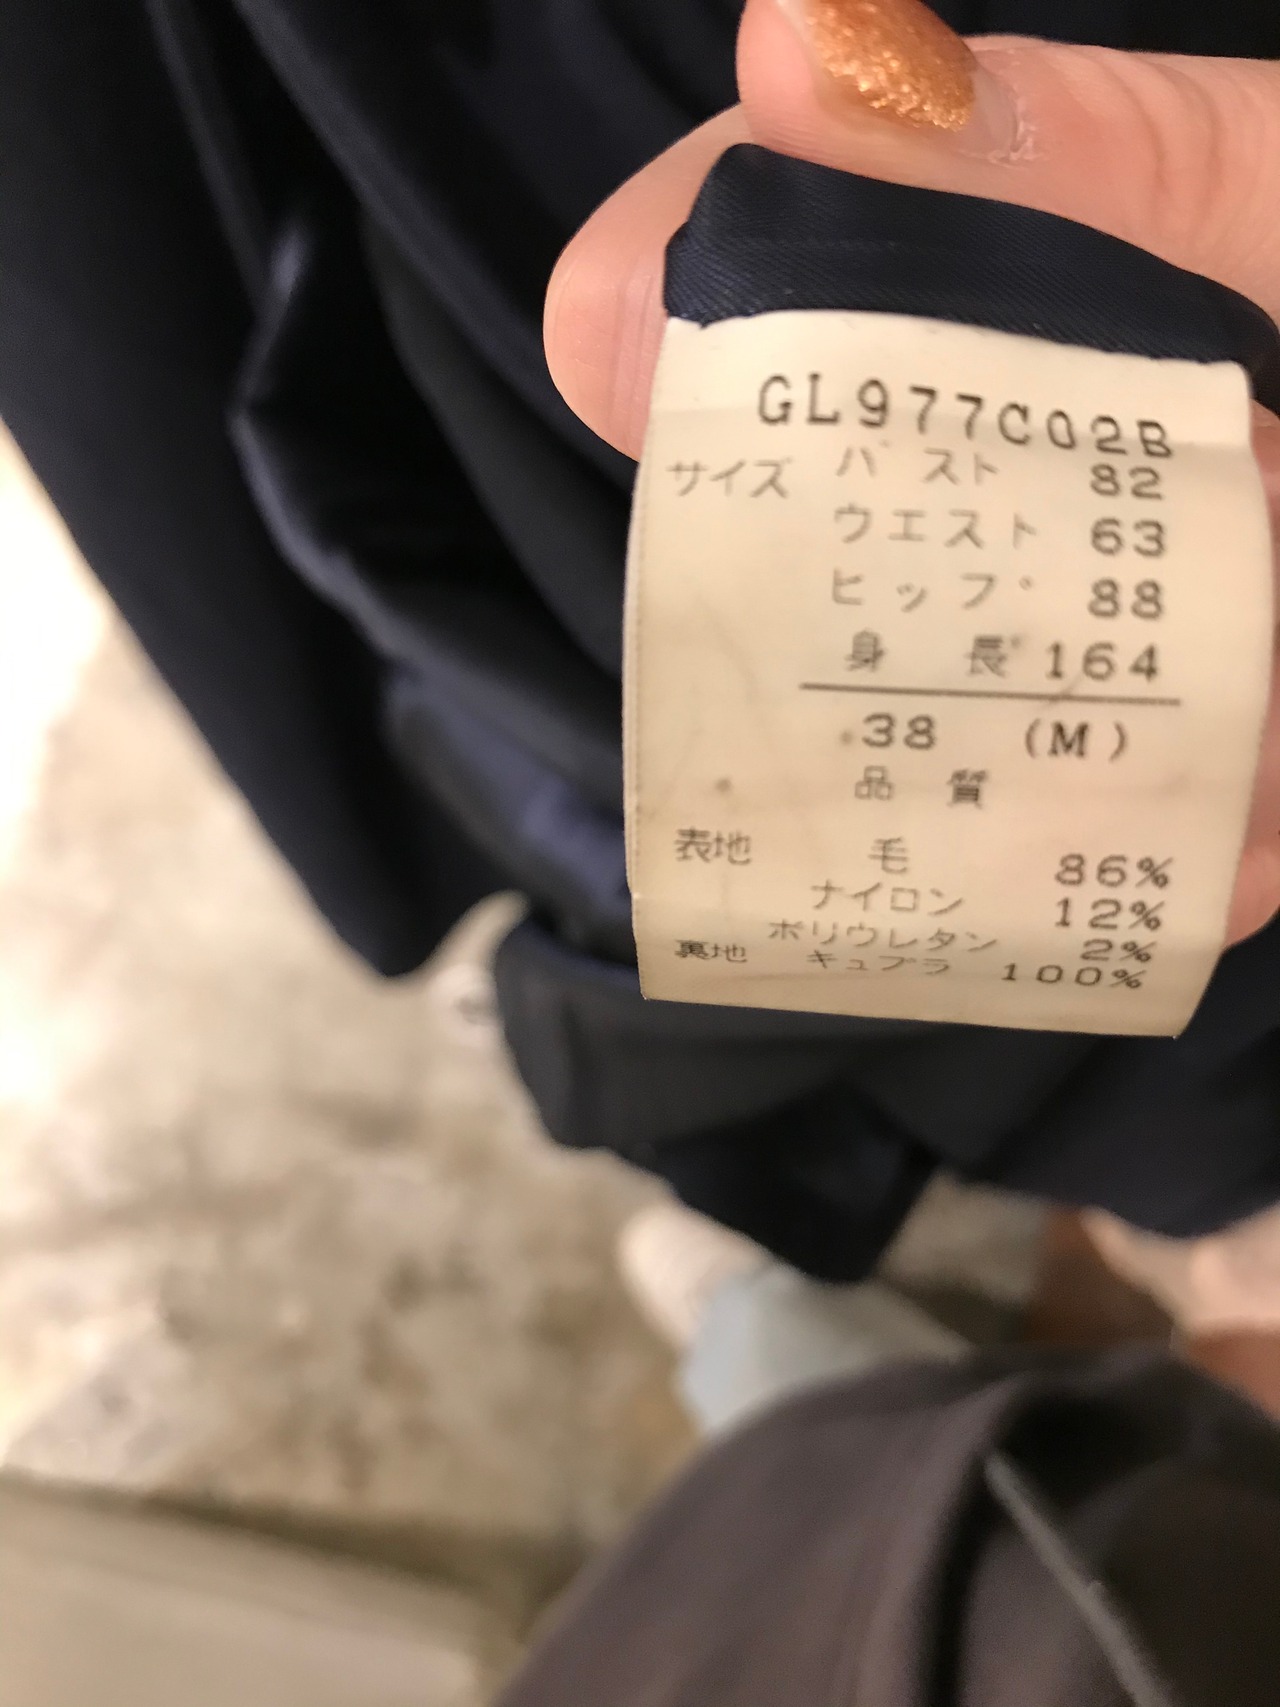 GL977C02B
サイズ バスト 82
ウエスト 63
ヒップ 88
身長 164
38 (M)
品質
表地 毛 86%
ナイロン 12%
ポリウレタン 2%
裏地 キュプラ 100%